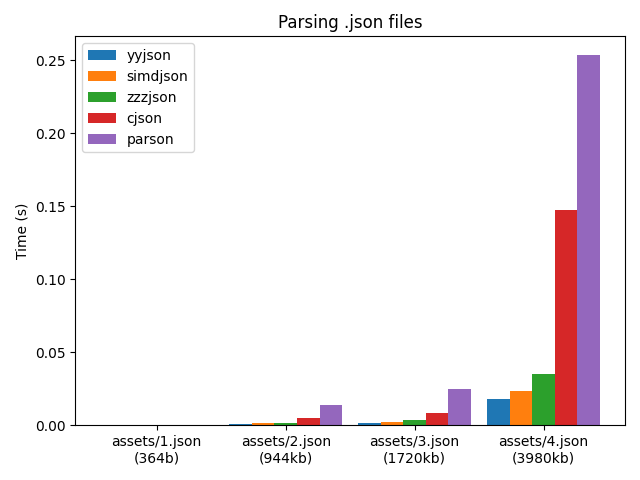 Parsing .json files
yyjson
simdjson
zzzjson
cjson
parson
Time (s)
0.25
0.20
0.15
0.10
0.05
0.00
assets/1.json
(364b)
assets/2.json
(944kb)
assets/3.json
(1720kb)
assets/4.json
(3980kb)